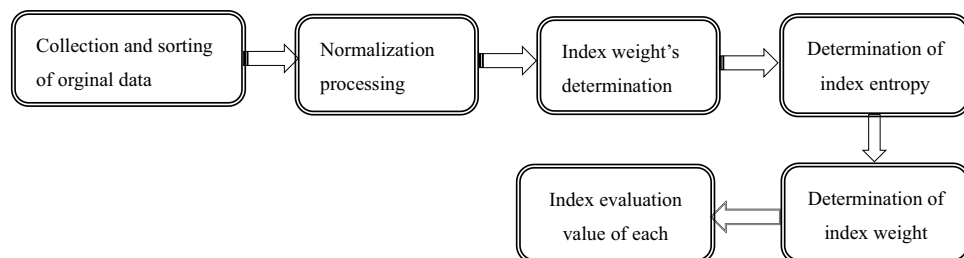 Collection and sorting
of orginal data
Normalization
processing
Index weight's
determination
Determination of
index entropy
Determination of
index weight
Index evaluation
value of each